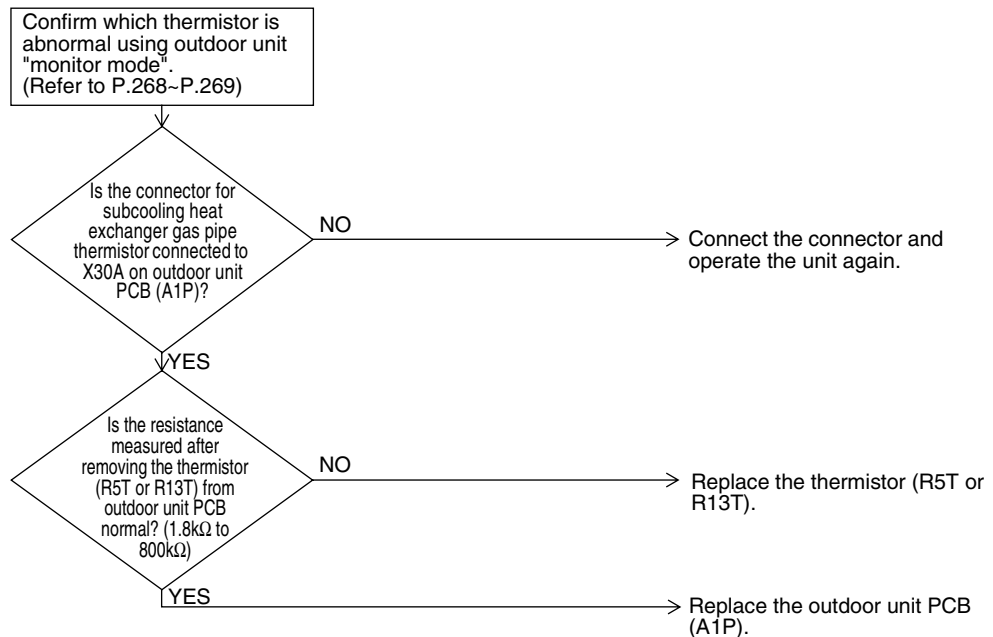 Confirm which thermistor is
abnormal using outdoor unit
"monitor mode".
(Refer to P.268~P.269)
Is the connector for
subcooling heat
exchanger gas pipe
thermistor connected to
X30A on outdoor unit
PCB (A1P)?
NO
Connect the connector and
operate the unit again.
YES
Is the resistance
measured after
removing the thermistor
(R5T or R13T) from
outdoor unit PCB
normal? (1.8kΩ to
800kΩ)
NO
Replace the thermistor (R5T or
R13T).
YES
Replace the outdoor unit PCB
(A1P).